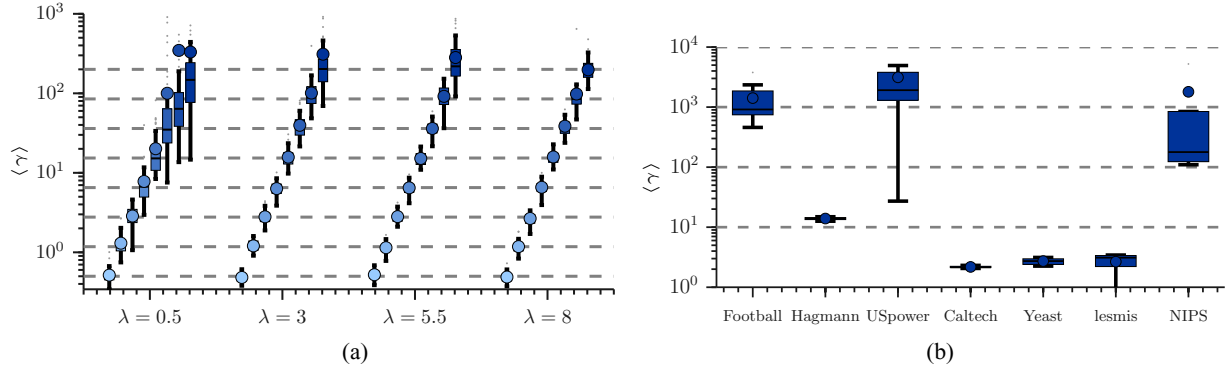 10³
10²
10¹
10⁰
⟨γ⟩
λ = 0.5
λ = 3
λ = 5.5
λ = 8
(a)
10⁴
10³
10²
10¹
10⁰
⟨γ⟩
Football
Hagmann
USpower
Caltech
Yeast
lesmis
NIPS
(b)